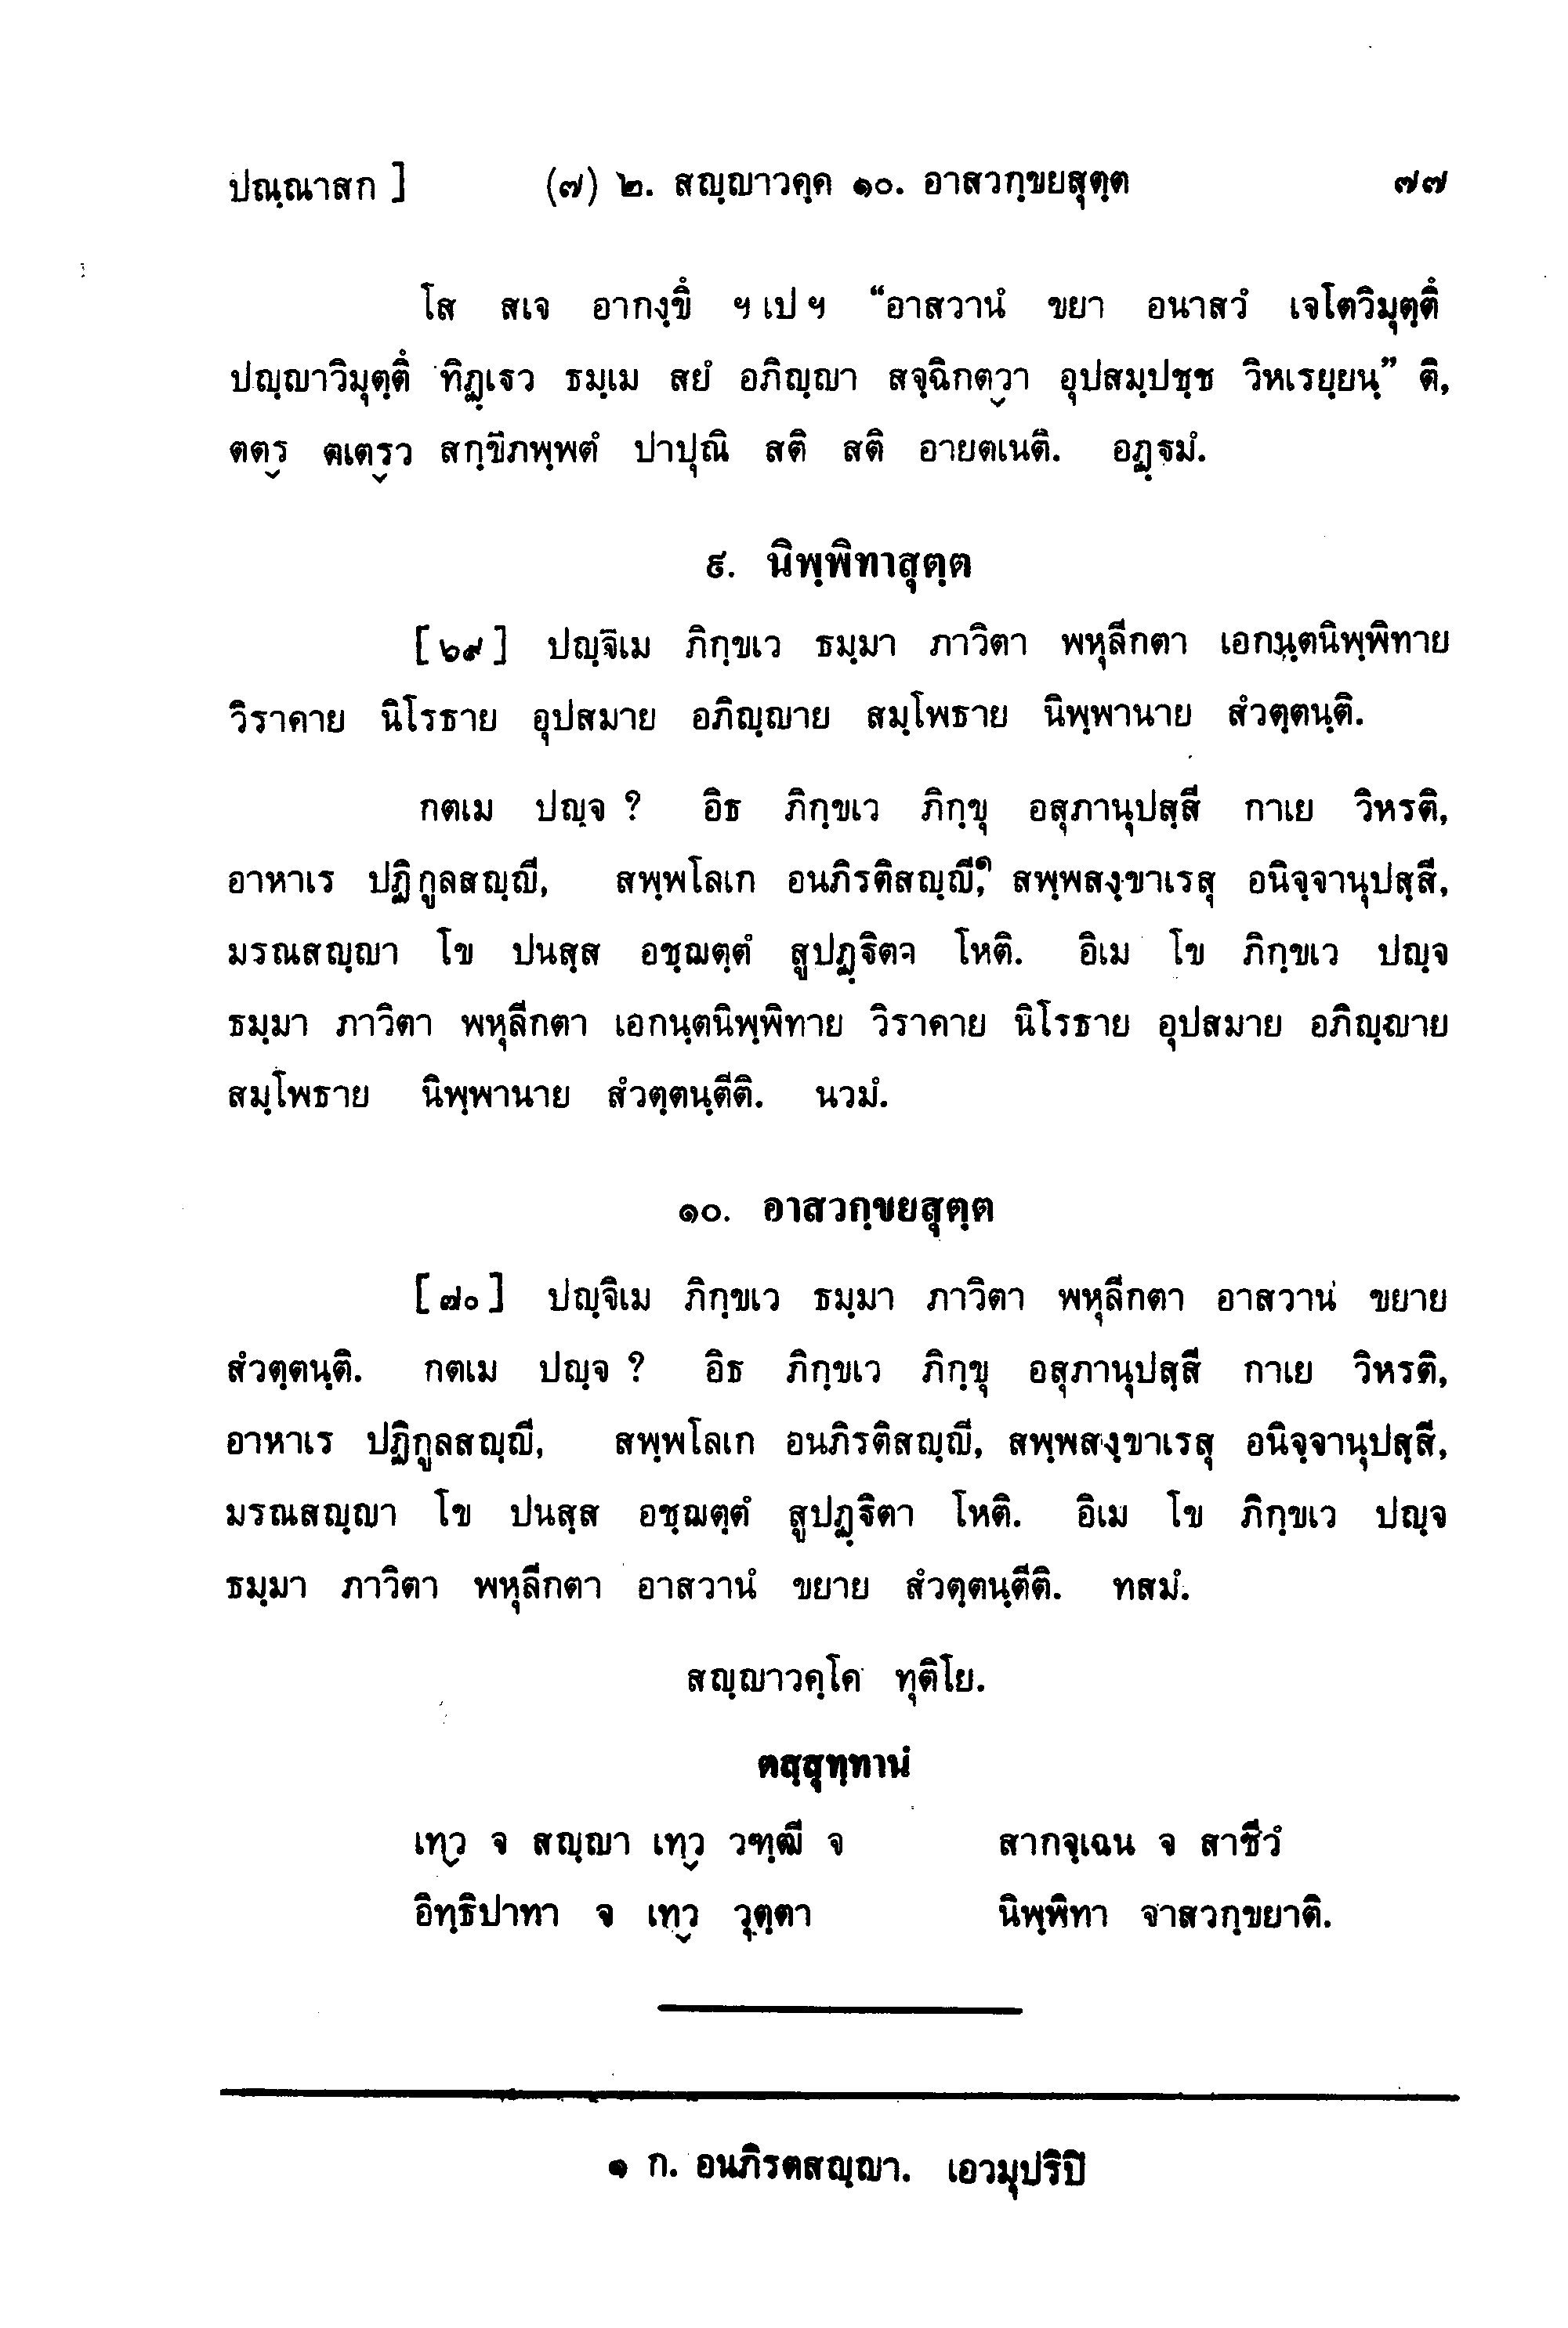 ปณฺณาสก ] (๗) ๒. สญฺญาวคฺค ๑๐. อาสวกฺขยสุตฺต ๗๗
โส สเจ อากงฺขึ ฯ เป ฯ “อาสวานํ ขยา อนาสวํ เจโตวิมุตฺตึ
ปญฺญาวิมุตฺตึ ทิฏฺเฐว ธมฺเม สยํ อภิญฺญา สจฺฉิกตฺวา อุปสมฺปชฺช วิหเรยฺยนฺ” ติ,
ตตฺร ตเตฺรว สกฺขีภพฺพตํ ปาปุณิ สติ สติ อายตเนติ. อฏฺฐมํ.
๙. นิพฺพิทาสุตฺต
[๖๙] ปญฺจิเม ภิกฺขเว ธมฺมา ภาวิตา พหุลีกตา เอกนฺตนิพฺพิทาย
วิราคาย นิโรธาย อุปสมาย อภิญฺญาย สมฺโพธาย นิพฺพานาย สํวตฺตนฺติ.
กตเม ปญฺจ ? อิธ ภิกฺขเว ภิกฺขุ อสุภานุปสฺสี กาเย วิหรติ,
อาหาเร ปฏิกูลสญฺญี, สพฺพโลเก อนภิรติสญฺญี,๑ สพฺพสงฺขาเรสุ อนิจฺจานุปสฺสี,
มรณสญฺญา โข ปนสฺส อชฺฌตฺตํ สูปฏฺฐิตา โหติ. อิเม โข ภิกฺขเว ปญฺจ
ธมฺมา ภาวิตา พหุลีกตา เอกนฺตนิพฺพิทาย วิราคาย นิโรธาย อุปสมาย อภิญฺญาย
สมฺโพธาย นิพฺพานาย สํวตฺตนฺตีติ. นวมํ.
๑๐. อาสวกฺขยสุตฺต
[๗๐] ปญฺจิเม ภิกฺขเว ธมฺมา ภาวิตา พหุลีกตา อาสวานํ ขยาย
สํวตฺตนฺติ. กตเม ปญฺจ ? อิธ ภิกฺขเว ภิกฺขุ อสุภานุปสฺสี กาเย วิหรติ,
อาหาเร ปฏิกูลสญฺญี, สพฺพโลเก อนภิรติสญฺญี, สพฺพสงฺขาเรสุ อนิจฺจานุปสฺสี,
มรณสญฺญา โข ปนสฺส อชฺฌตฺตํ สูปฏฺฐิตา โหติ. อิเม โข ภิกฺขเว ปญฺจ
ธมฺมา ภาวิตา พหุลีกตา อาสวานํ ขยาย สํวตฺตนฺตีติ. ทสมํ.
สญฺญาวคฺโค ทุติโย.
ตสฺสุทฺทานํ
เทฺว จ สญฺญา เทฺว วฑฺฒี จ สากจฺเฉน จ สาชีวํ
อิทฺธิปาทา จ เทฺว วุตฺตา นิพฺพิทา จาสวกฺขยาติ.
๑ ก. อนภิรตสญฺญา. เอวมุปริปิ